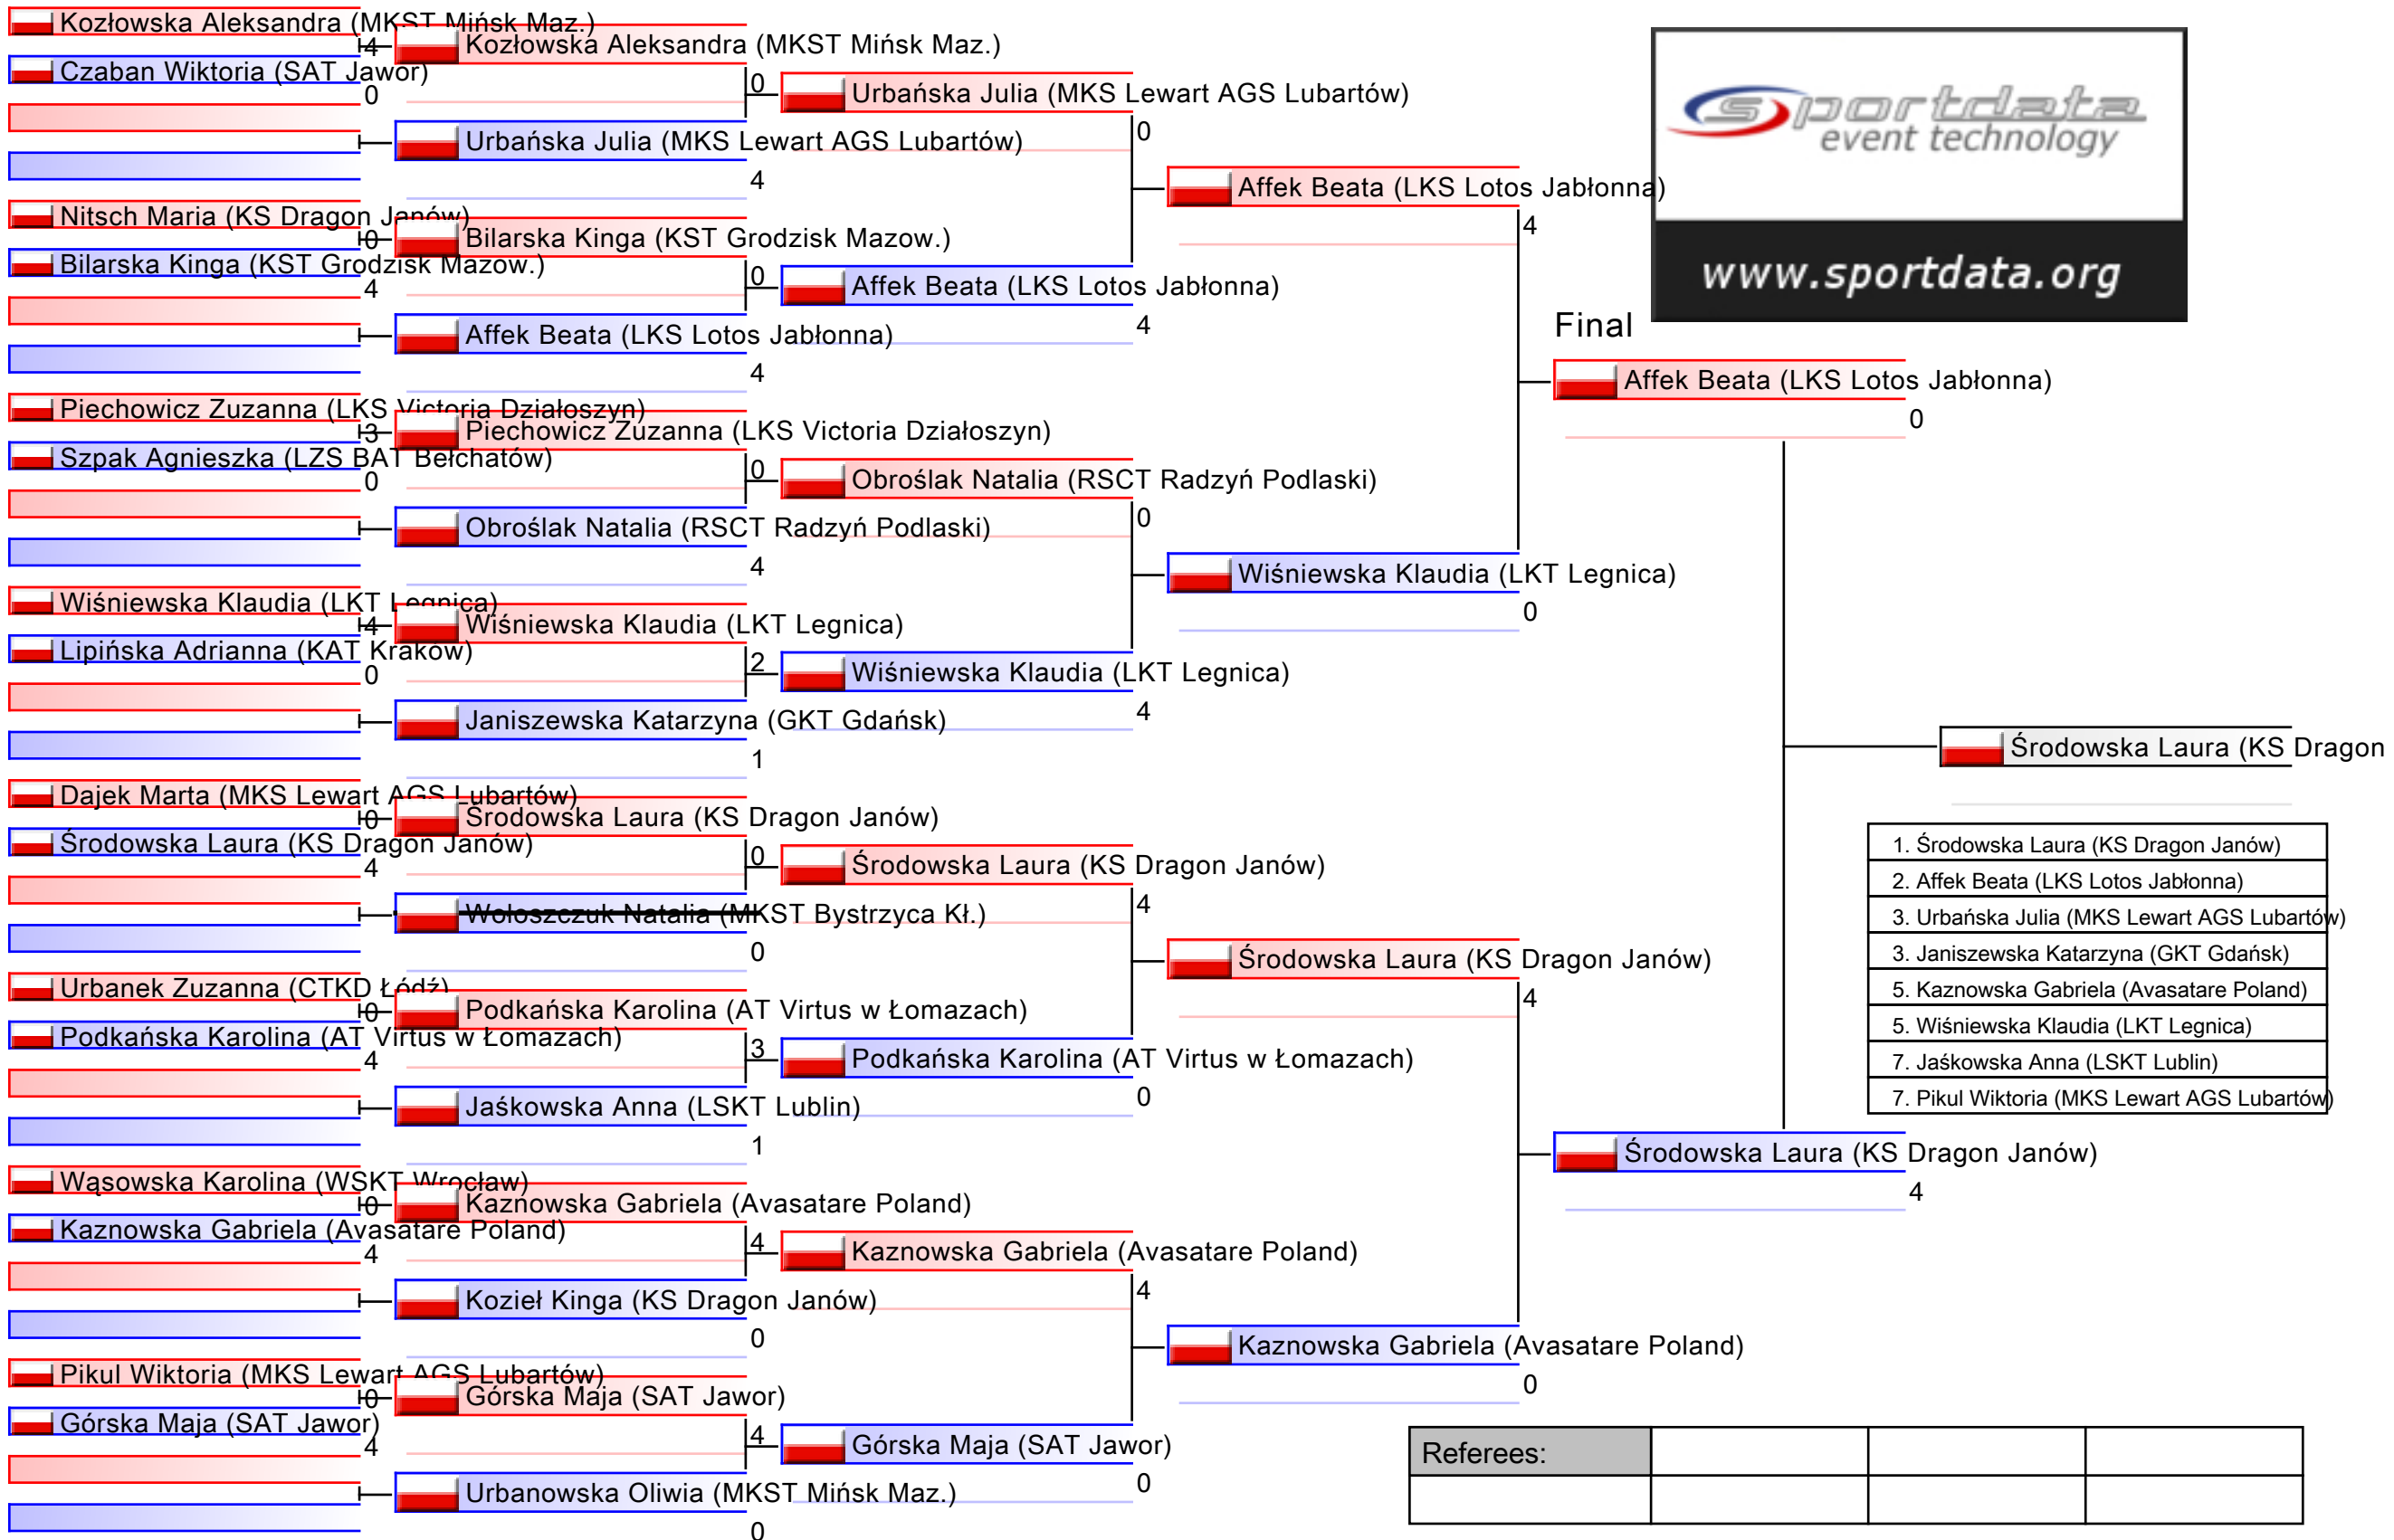 Kozłowska Aleksandra (MKST Mińsk Maz.)
4
Czaban Wiktoria (SAT Jawor)
0
Nitsch Maria (KS Dragon Janów)
0
Bilarska Kinga (KST Grodzisk Mazow.)
4
Piechowicz Zuzanna (LKS Victoria Działoszyn)
3
Szpak Agnieszka (LZS BAT Bełchatów)
0
Wiśniewska Klaudia (LKT Legnica)
4
Lipińska Adrianna (KAT Kraków)
0
Dajek Marta (MKS Lewart AGS Lubartów)
0
Środowska Laura (KS Dragon Janów)
4
Urbanek Zuzanna (CTKD Łódź)
0
Podkańska Karolina (AT Virtus w Łomazach)
4
Wąsowska Karolina (WSKT Wrocław)
0
Kaznowska Gabriela (Avasatare Poland)
4
Pikul Wiktoria (MKS Lewart AGS Lubartów)
0
Górska Maja (SAT Jawor)
4
Kozłowska Aleksandra (MKST Mińsk Maz.)
0
Urbańska Julia (MKS Lewart AGS Lubartów)
4
Bilarska Kinga (KST Grodzisk Mazow.)
0
Affek Beata (LKS Lotos Jabłonna)
4
Piechowicz Zuzanna (LKS Victoria Działoszyn)
0
Obroślak Natalia (RSCT Radzyń Podlaski)
4
Wiśniewska Klaudia (LKT Legnica)
2
Janiszewska Katarzyna (GKT Gdańsk)
1
Środowska Laura (KS Dragon Janów)
0
Wołoszczuk Natalia (MKST Bystrzyca Kł.)
0
Podkańska Karolina (AT Virtus w Łomazach)
3
Jaśkowska Anna (LSKT Lublin)
1
Kaznowska Gabriela (Avasatare Poland)
4
Kozieł Kinga (KS Dragon Janów)
0
Górska Maja (SAT Jawor)
4
Urbanowska Oliwia (MKST Mińsk Maz.)
0
Urbańska Julia (MKS Lewart AGS Lubartów)
0
Affek Beata (LKS Lotos Jabłonna)
4
Obroślak Natalia (RSCT Radzyń Podlaski)
0
Wiśniewska Klaudia (LKT Legnica)
4
Środowska Laura (KS Dragon Janów)
4
Podkańska Karolina (AT Virtus w Łomazach)
0
Kaznowska Gabriela (Avasatare Poland)
4
Górska Maja (SAT Jawor)
0
Affek Beata (LKS Lotos Jabłonna)
4
Wiśniewska Klaudia (LKT Legnica)
0
Środowska Laura (KS Dragon Janów)
4
Kaznowska Gabriela (Avasatare Poland)
0
Final
Affek Beata (LKS Lotos Jabłonna)
0
Środowska Laura (KS Dragon Janów)
4
sportdata
event technology
www.sportdata.org
Środowska Laura (KS Dragon
1. Środowska Laura (KS Dragon Janów)
2. Affek Beata (LKS Lotos Jabłonna)
3. Urbańska Julia (MKS Lewart AGS Lubartów)
3. Janiszewska Katarzyna (GKT Gdańsk)
5. Kaznowska Gabriela (Avasatare Poland)
5. Wiśniewska Klaudia (LKT Legnica)
7. Jaśkowska Anna (LSKT Lublin)
7. Pikul Wiktoria (MKS Lewart AGS Lubartów)
Referees: